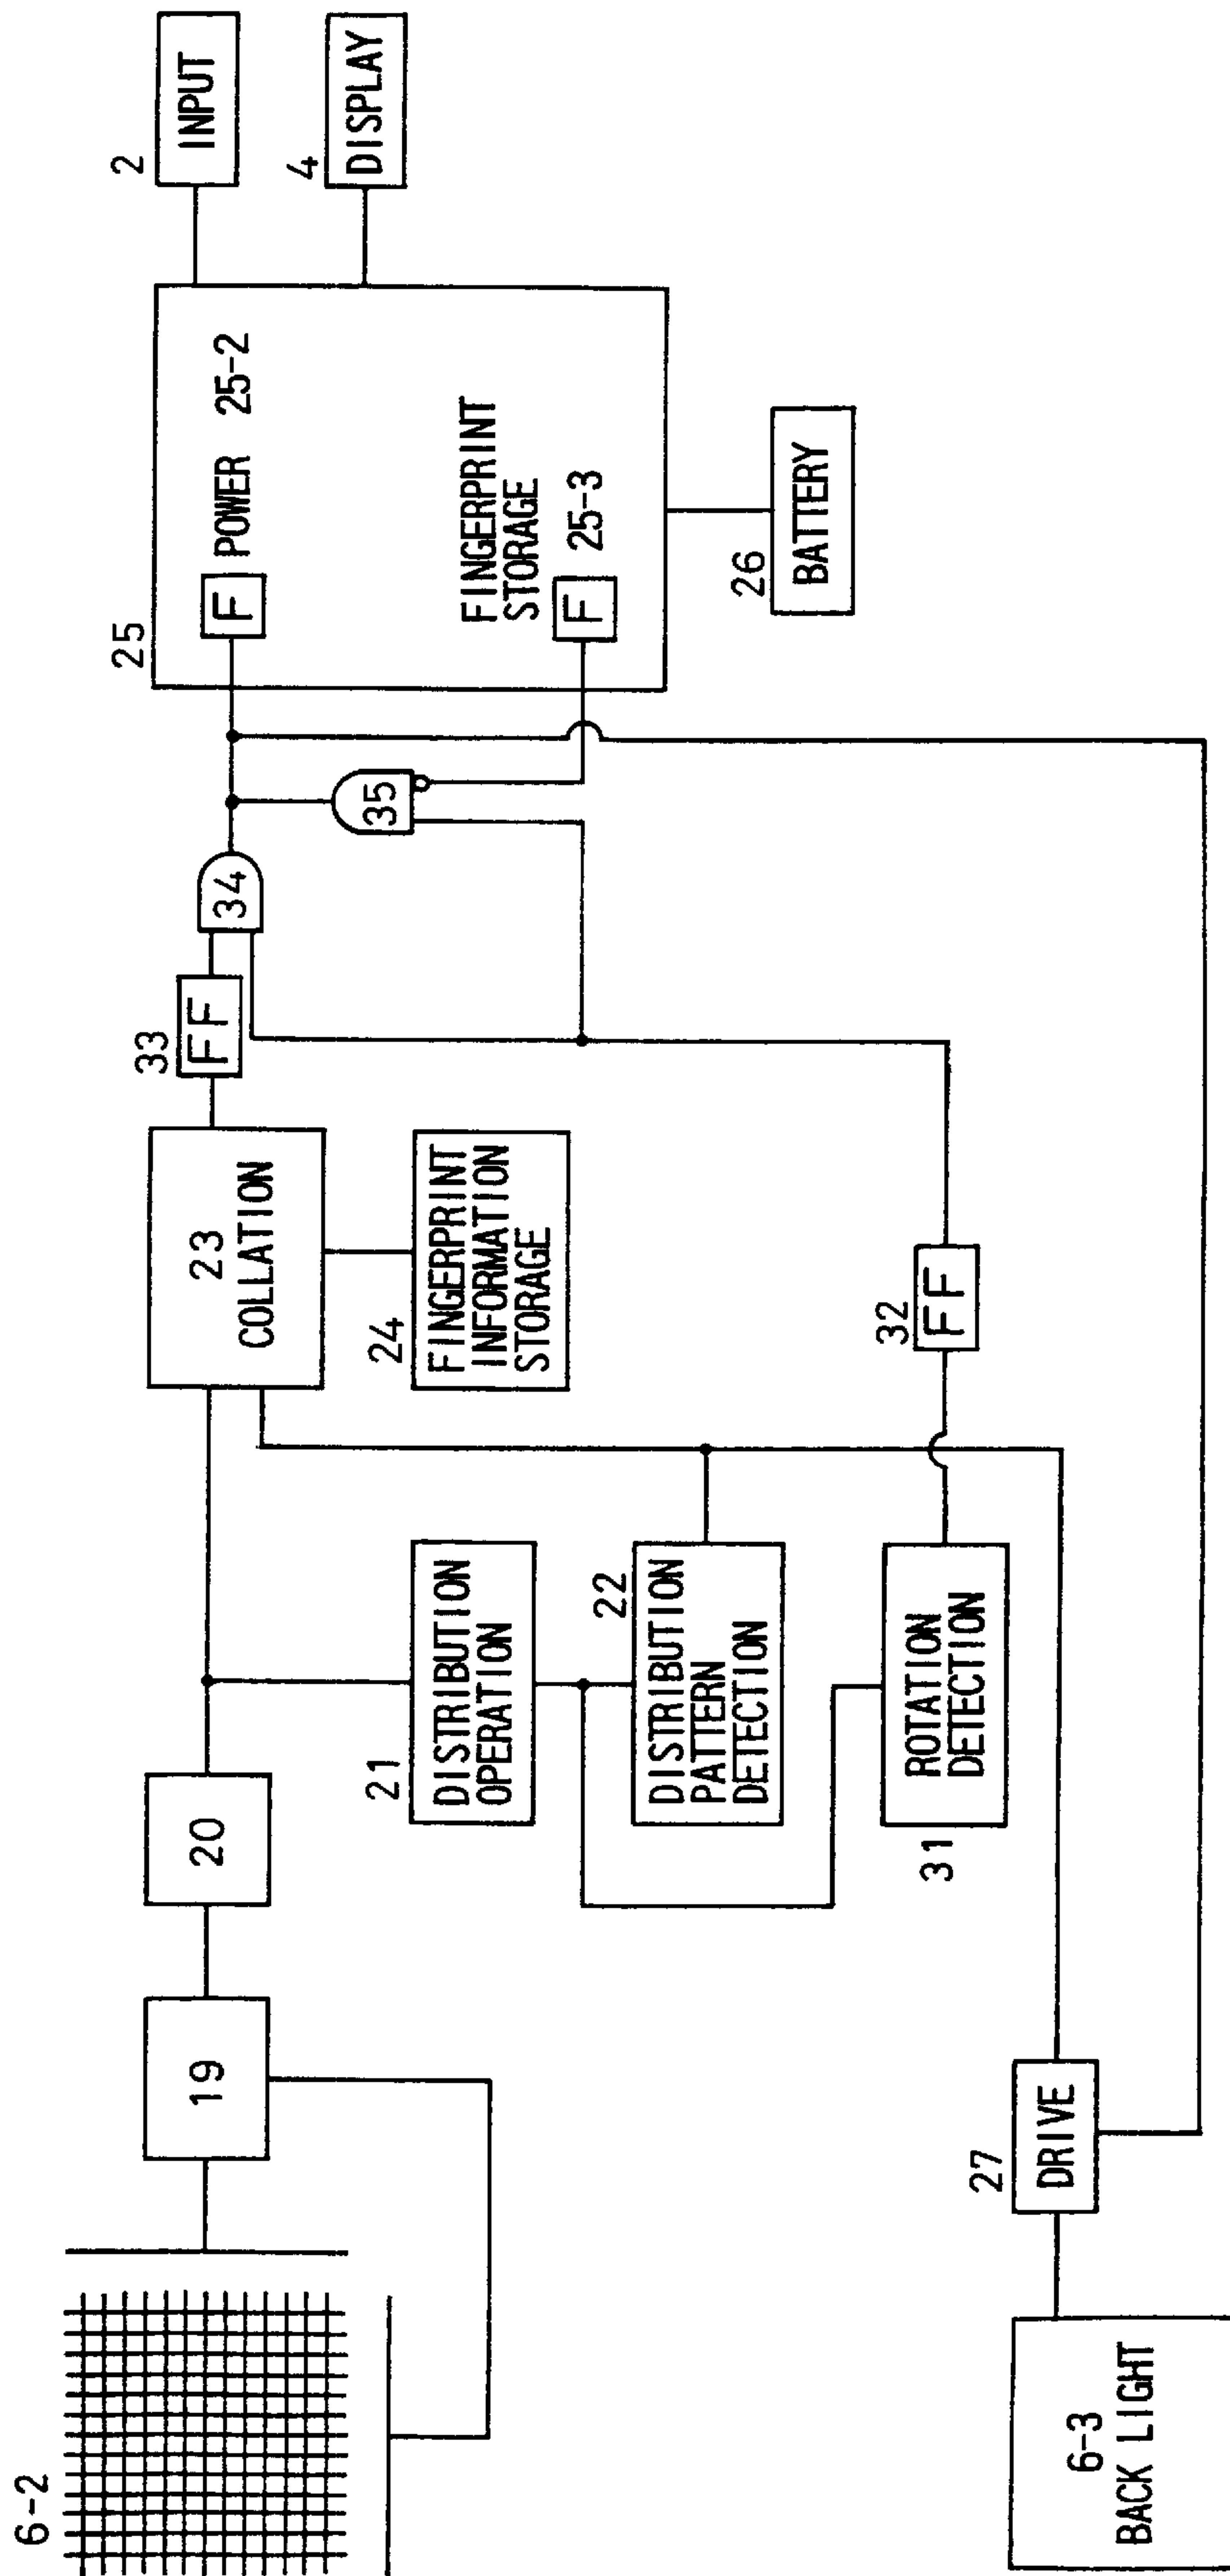 6-2
19
20
21
DISTRIBUTION
OPERATION
22
DISTRIBUTION
PATTERN
DETECTION
31
ROTATION
DETECTION
23
COLLATION
24
FINGERPRINT
INFORMATION
STORAGE
33
FF
32
FF
34
35
25
F
POWER 25-2
FINGERPRINT
STORAGE
F
25-3
2
INPUT
4
DISPLAY
26
BATTERY
27
DRIVE
6-3
BACK LIGHT